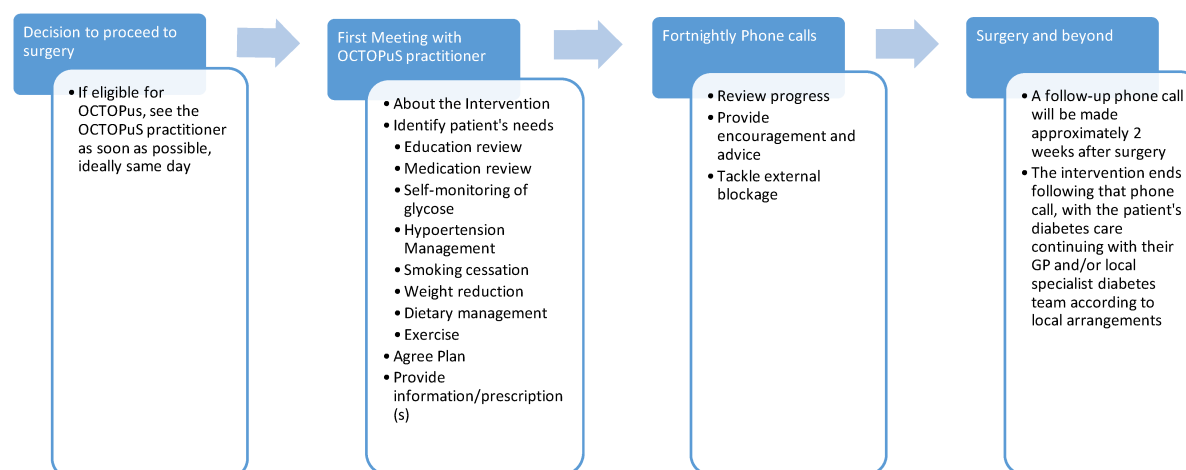 Decision to proceed to
surgery
• If eligible for
OCTOPus, see the
OCTOPuS practitioner
as soon as possible,
ideally same day
First Meeting with
OCTOPuS practitioner
• About the Intervention
• Identify patient's needs
• Education review
• Medication review
• Self-monitoring of
glycose
• Hypoertension
Management
• Smoking cessation
• Weight reduction
• Dietary management
• Exercise
• Agree Plan
• Provide
information/prescription
(s)
Fortnightly Phone calls
• Review progress
• Provide
encouragement and
advice
• Tackle external
blockage
Surgery and beyond
• A follow-up phone call
will be made
approximately 2
weeks after surgery
• The intervention ends
following that phone
call, with the patient's
diabetes care
continuing with their
GP and/or local
specialist diabetes
team according to
local arrangements